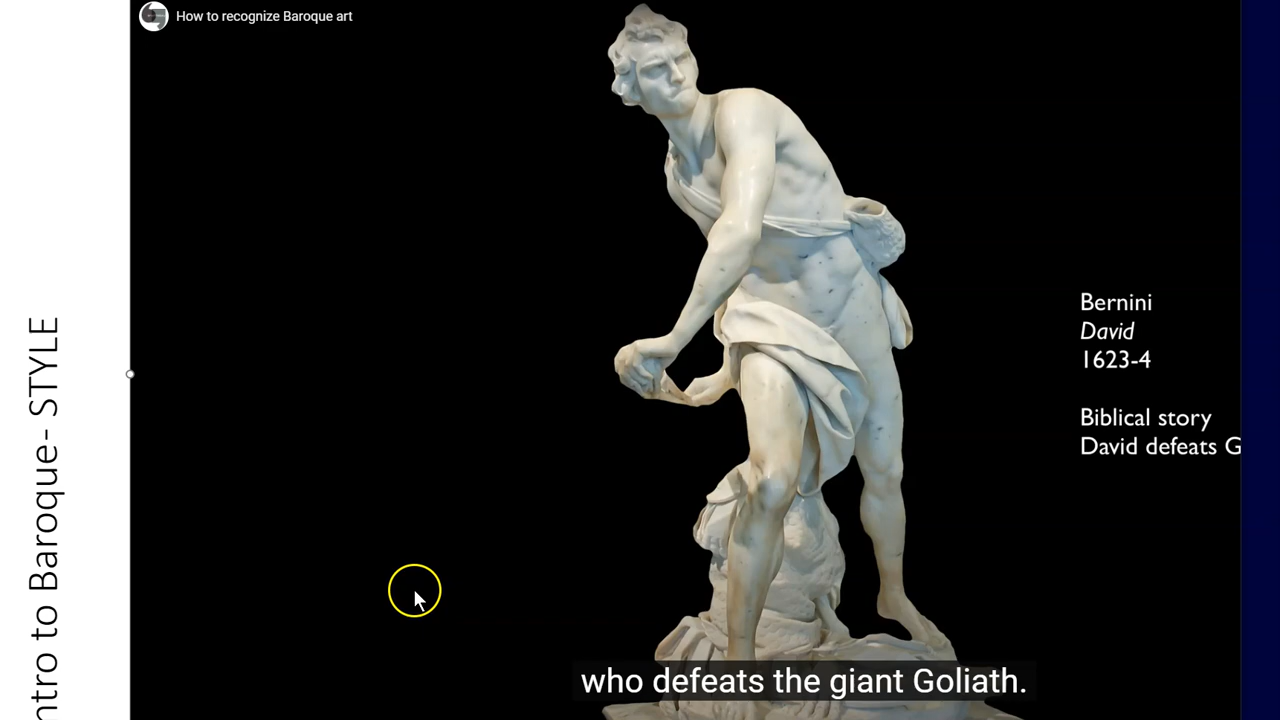 How to recognize Baroque art
ntro to Baroque- STYLE
Bernini
David
1623-4
Biblical story
David defeats G
who defeats the giant Goliath.